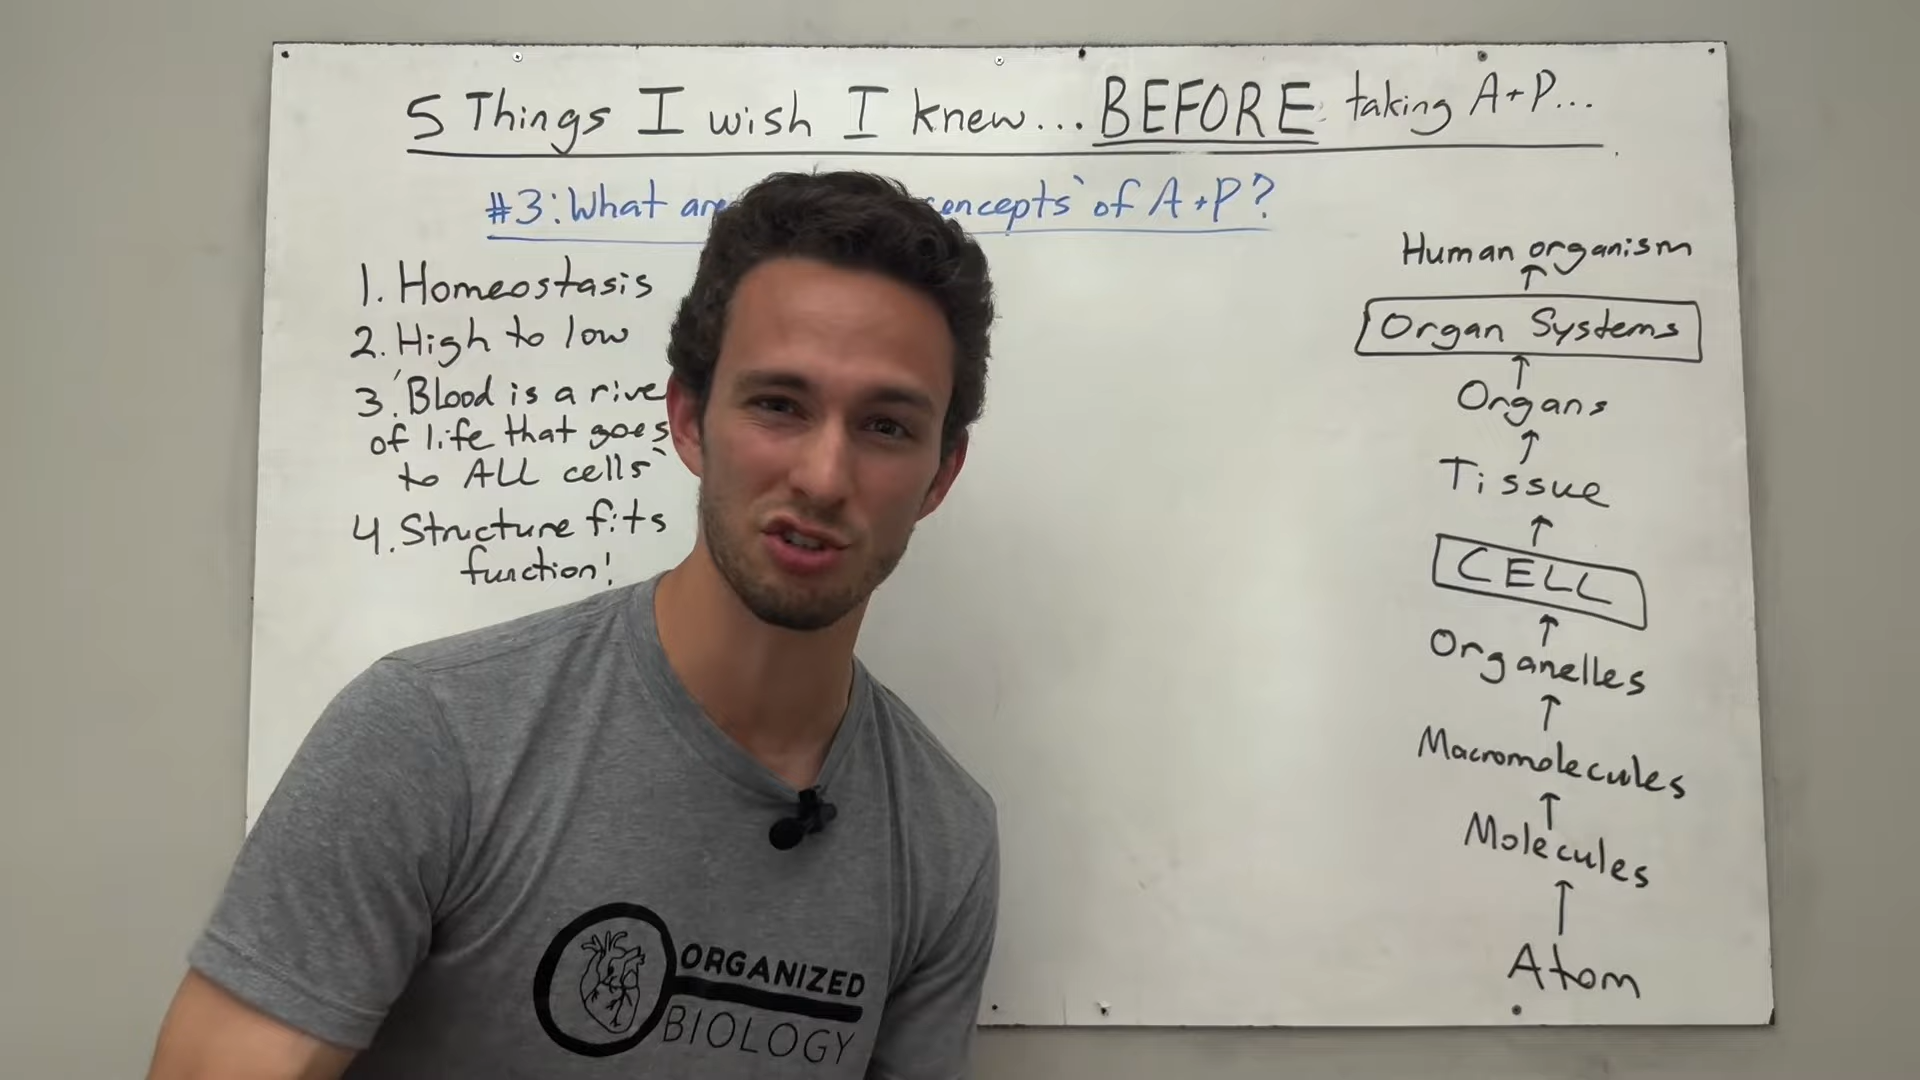 5 Things I wish I knew... BEFORE taking A+P...
#3: What are concepts` of A+P?
1. Homeostasis
2. High to low
3.'Blood is a rive
of life that goes
to ALL cells`
4. Structure fits
function!
Human organism
↑
Organ Systems
↑
Organs
↑
Tissue
↑
CELL
↑
Organelles
↑
Macromolecules
↑
Molecules
↑
Atom
ORGANIZED
BIOLOGY